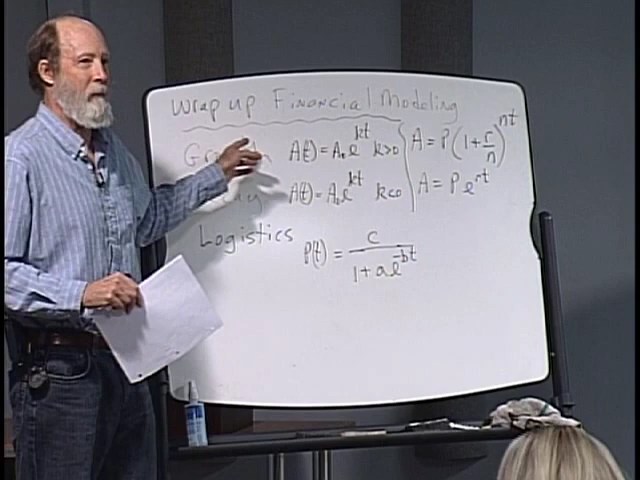 Wrap up Financial Modeling
A(t) = A₀e^kt k>0 A = P(1+r/n)^nt
A(t) = A₀e^kt k<0 A = Pe^rt
Logistics P(t) = c/(1+ae^-bt)